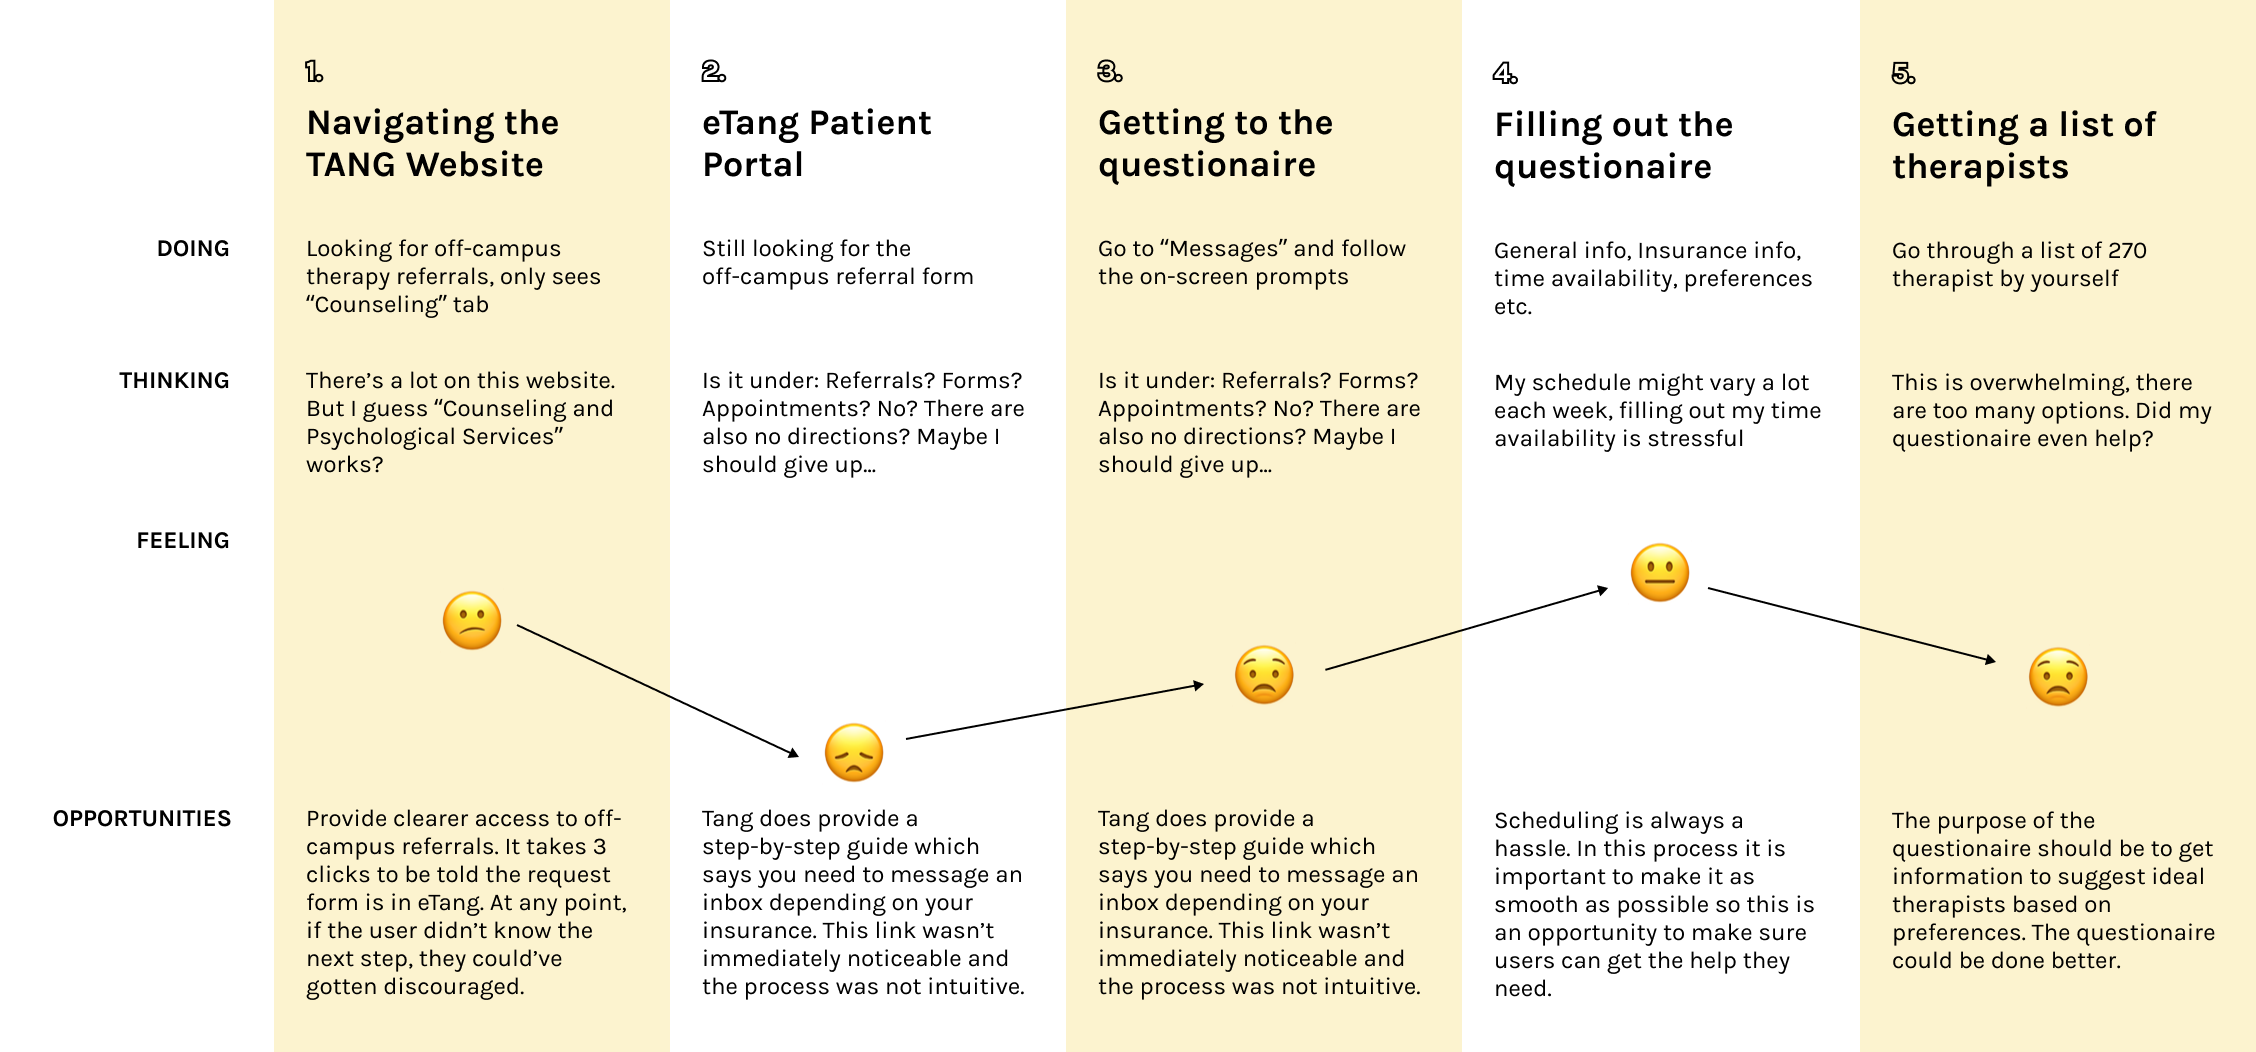 1.
Navigating the
TANG Website
2.
eTang Patient
Portal
3.
Getting to the
questionaire
4.
Filling out the
questionaire
5.
Getting a list of
therapists
DOING
Looking for off-campus
therapy referrals, only sees
“Counseling” tab
Still looking for the
off-campus referral form
Go to “Messages” and follow
the on-screen prompts
General info, Insurance info,
time availability, preferences
etc.
Go through a list of 270
therapist by yourself
THINKING
There’s a lot on this website.
But I guess “Counseling and
Psychological Services”
works?
Is it under: Referrals? Forms?
Appointments? No? There are
also no directions? Maybe I
should give up...
Is it under: Referrals? Forms?
Appointments? No? There are
also no directions? Maybe I
should give up...
My schedule might vary a lot
each week, filling out my time
availability is stressful
This is overwhelming, there
are too many options. Did my
questionaire even help?
FEELING
OPPORTUNITIES
Provide clearer access to off-
campus referrals. It takes 3
clicks to be told the request
form is in eTang. At any point,
if the user didn’t know the
next step, they could’ve
gotten discouraged.
Tang does provide a
step-by-step guide which
says you need to message an
inbox depending on your
insurance. This link wasn’t
immediately noticeable and
the process was not intuitive.
Tang does provide a
step-by-step guide which
says you need to message an
inbox depending on your
insurance. This link wasn’t
immediately noticeable and
the process was not intuitive.
Scheduling is always a
hassle. In this process it is
important to make it as
smooth as possible so this is
an opportunity to make sure
users can get the help they
need.
The purpose of the
questionaire should be to get
information to suggest ideal
therapists based on
preferences. The questionaire
could be done better.